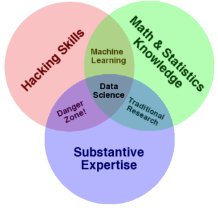 Hacking Skills
Math & Statistics
Knowledge
Machine
Learning
Data
Science
Danger
Zone!
Traditional
Research
Substantive
Expertise